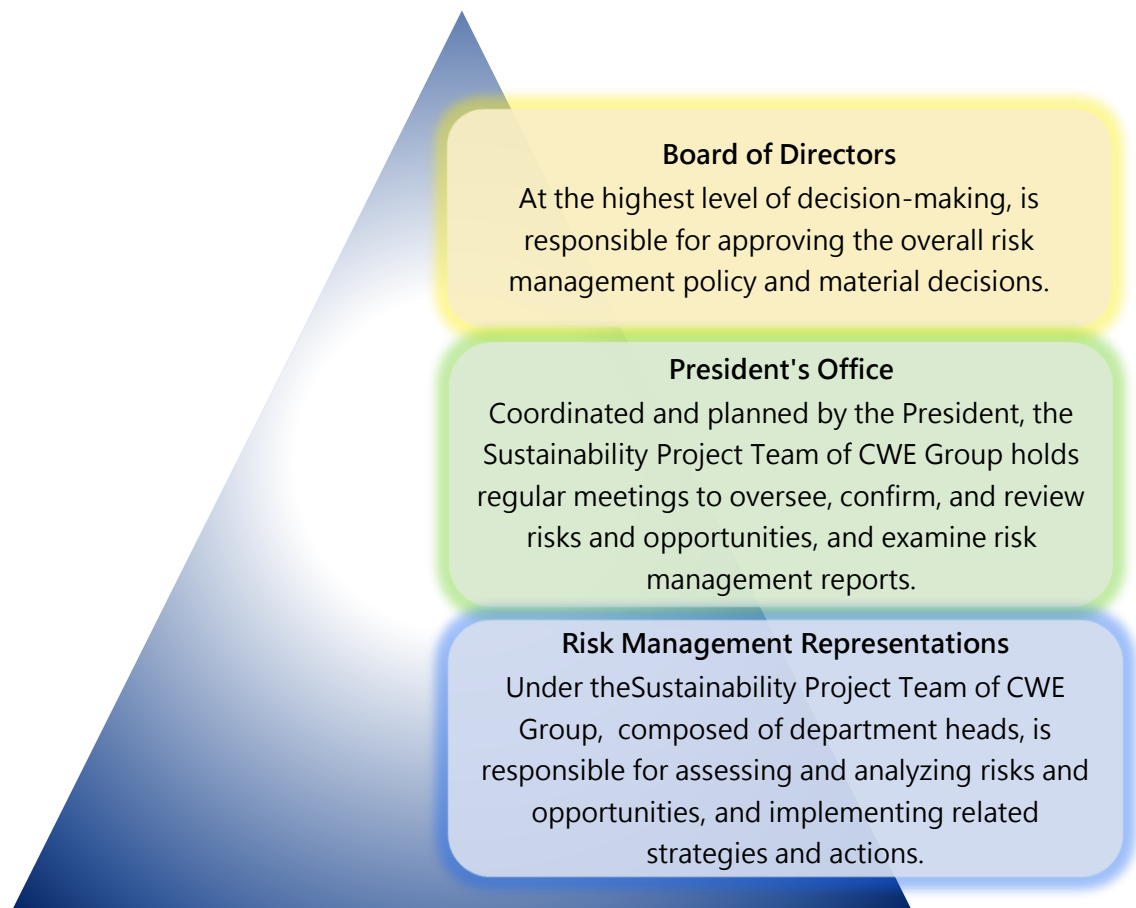 Board of Directors
At the highest level of decision-making, is
responsible for approving the overall risk
management policy and material decisions.
President's Office
Coordinated and planned by the President, the
Sustainability Project Team of CWE Group holds
regular meetings to oversee, confirm, and review
risks and opportunities, and examine risk
management reports.
Risk Management Representations
Under theSustainability Project Team of CWE
Group,  composed of department heads, is
responsible for assessing and analyzing risks and
opportunities, and implementing related
strategies and actions.